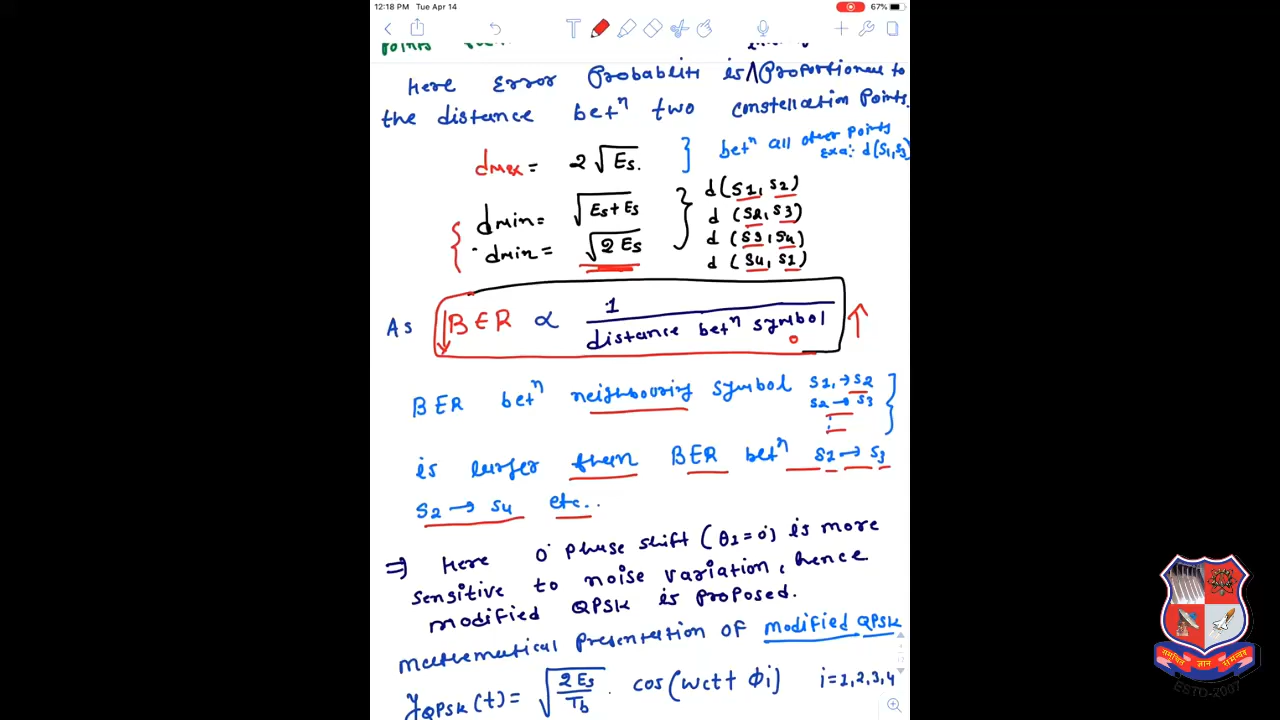 12:18 PM Tue Apr 14
67%
points
Here Error Probabliti is ∧ Proportional to
the distance betⁿ two constellation Points.
dmax = 2√Es. } betⁿ all other points
Exa: d(S1,S3)
dmin = √Es+Es } d(S1,S2)
d(S2,S3)
dmin = √2Es d(S3,S4)
d(S4,S1)
As BER ∝ 1 / distance betⁿ symbol ↑
BER betⁿ neighbouring symbol S1,→S2
S2→S3
is larger than BER betⁿ S1→S3
S2→S4 etc..
⇒ Here 0° phase shift (θ1=0) is more
sensitive to noise variation, hence
modified QPSK is proposed.
mathematical presentation of modified QPSK
yQPSK(t) = √2Es/Tb . cos(wct+ϕi) i=1,2,3,4
ESTD-2007